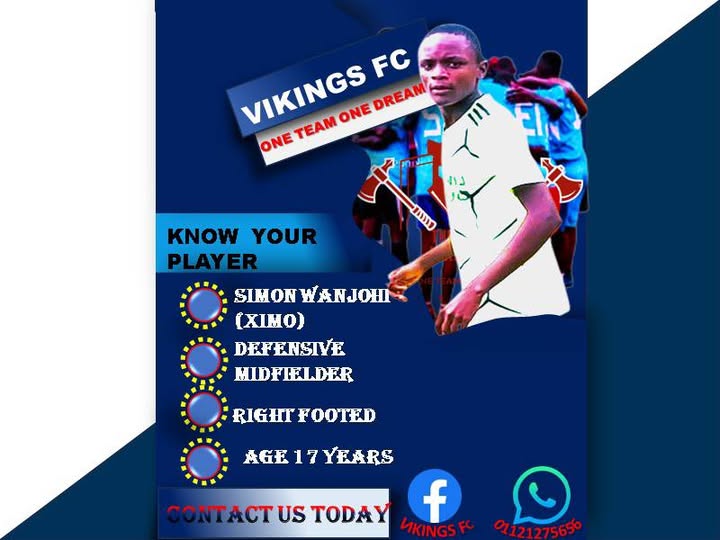 VIKINGS FC
ONE TEAM ONE DREAM
KNOW YOUR
PLAYER
SIMON WANJOHI
(XIMO)
DEFENSIVE
MIDFIELDER
RIGHT FOOTED
AGE 17 YEARS
CONTACT US TODAY
VIKINGS FC
01121275656